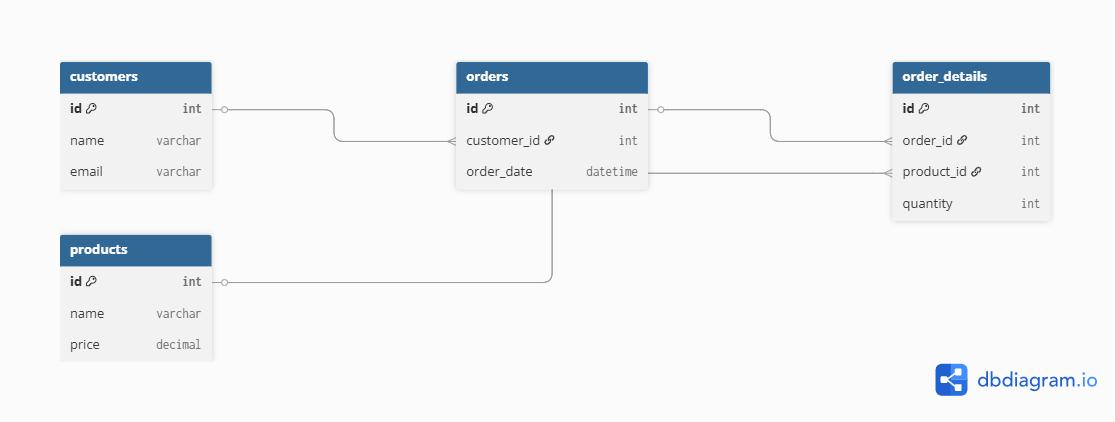 customers
id int
name varchar
email varchar
orders
id int
customer_id int
order_date datetime
order_details
id int
order_id int
product_id int
quantity int
products
id int
name varchar
price decimal
dbdiagram.io